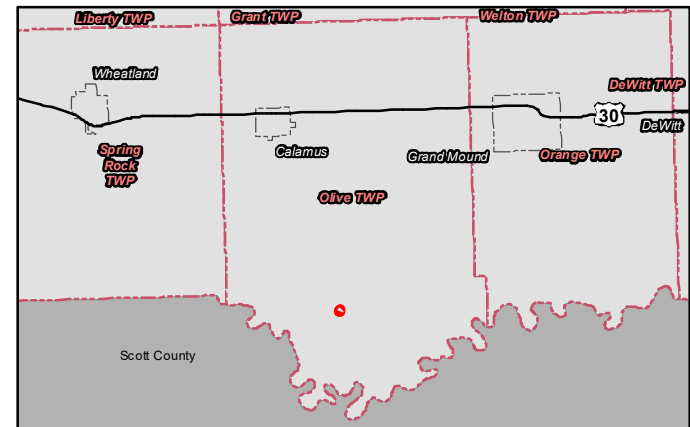 Liberty TWP
Grant TWP
Welton TWP
Wheatland
DeWitt TWP
30
DeWitt
Spring
Rock
TWP
Calamus
Grand Mound
Orange TWP
Olive TWP
Scott County